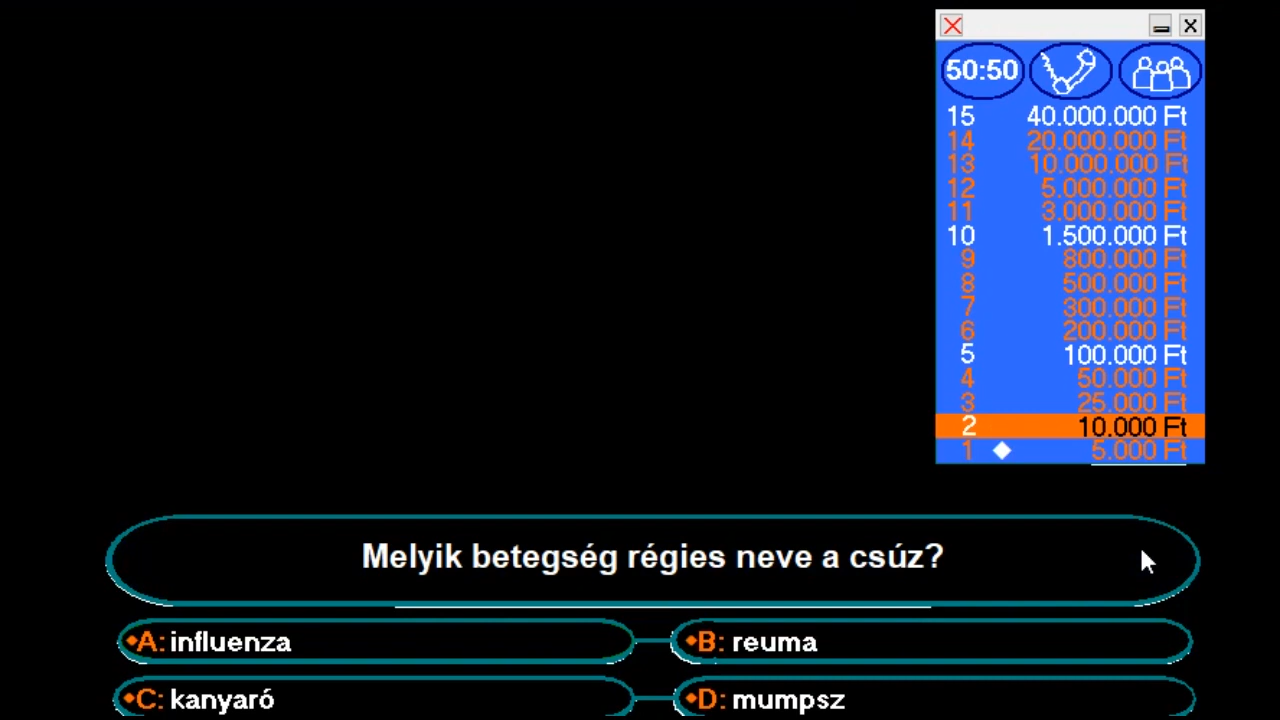 50:50
15 40.000.000 Ft
14 20.000.000 Ft
13 10.000.000 Ft
12 5.000.000 Ft
11 3.000.000 Ft
10 1.500.000 Ft
9 800.000 Ft
8 500.000 Ft
7 300.000 Ft
6 200.000 Ft
5 100.000 Ft
4 50.000 Ft
3 25.000 Ft
2 10.000 Ft
1 5.000 Ft
Melyik betegség régies neve a csúz?
A: influenza
B: reuma
C: kanyaró
D: mumpsz